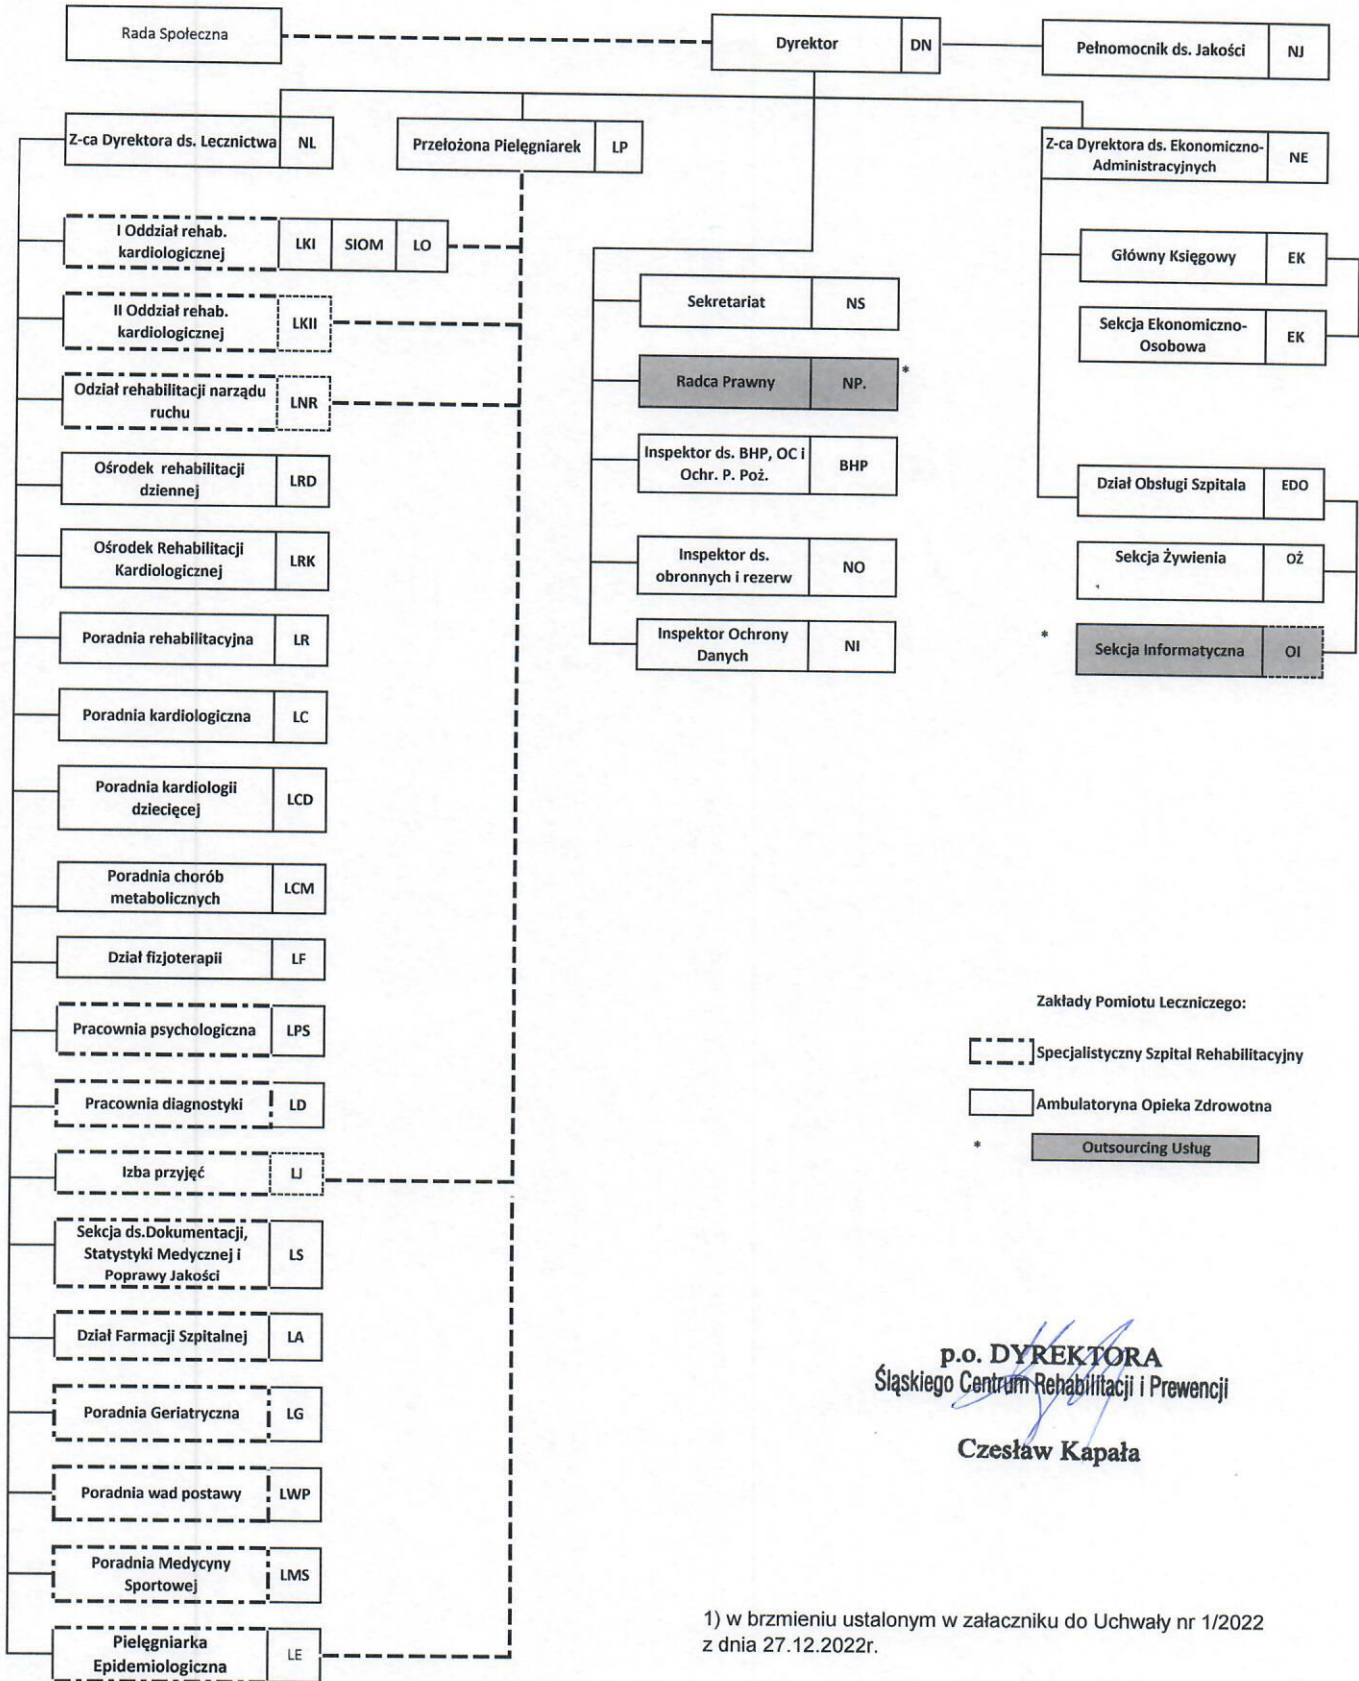 Rada Społeczna
Dyrektor DN
Pełnomocnik ds. Jakości NJ
Z-ca Dyrektora ds. Lecznictwa NL
Przełożona Pielęgniarek LP
Z-ca Dyrektora ds. Ekonomiczno-
Administracyjnych NE
I Oddział rehab.
kardiologicznej LKI SIOM LO
II Oddział rehab.
kardiologicznej LKII
Odział rehabilitacji narządu
ruchu LNR
Ośrodek rehabilitacji
dziennej LRD
Ośrodek Rehabilitacji
Kardiologicznej LRK
Poradnia rehabilitacyjna LR
Poradnia kardiologiczna LC
Poradnia kardiologii
dziecięcej LCD
Poradnia chorób
metabolicznych LCM
Dział fizjoterapii LF
Pracownia psychologiczna LPS
Pracownia diagnostyki LD
Izba przyjęć LJ
Sekcja ds.Dokumentacji,
Statystyki Medycznej i
Poprawy Jakości LS
Dział Farmacji Szpitalnej LA
Poradnia Geriatryczna LG
Poradnia wad postawy LWP
Poradnia Medycyny
Sportowej LMS
Pielęgniarka
Epidemiologiczna LE
Sekretariat NS
Radca Prawny NP. *
Inspektor ds. BHP, OC i
Ochr. P. Poż. BHP
Inspektor ds.
obronnych i rezerw NO
Inspektor Ochrony
Danych NI
Główny Księgowy EK
Sekcja Ekonomiczno-
Osobowa EK
Dział Obsługi Szpitala EDO
Sekcja Żywienia OŻ
* Sekcja Informatyczna OI
Zakłady Pomiotu Leczniczego:
Specjalistyczny Szpital Rehabilitacyjny
Ambulatoryna Opieka Zdrowotna
* Outsourcing Usług
p.o. DYREKTORA
Śląskiego Centrum Rehabilitacji i Prewencji
Czesław Kapała
1) w brzmieniu ustalonym w załaczniku do Uchwały nr 1/2022
z dnia 27.12.2022r.